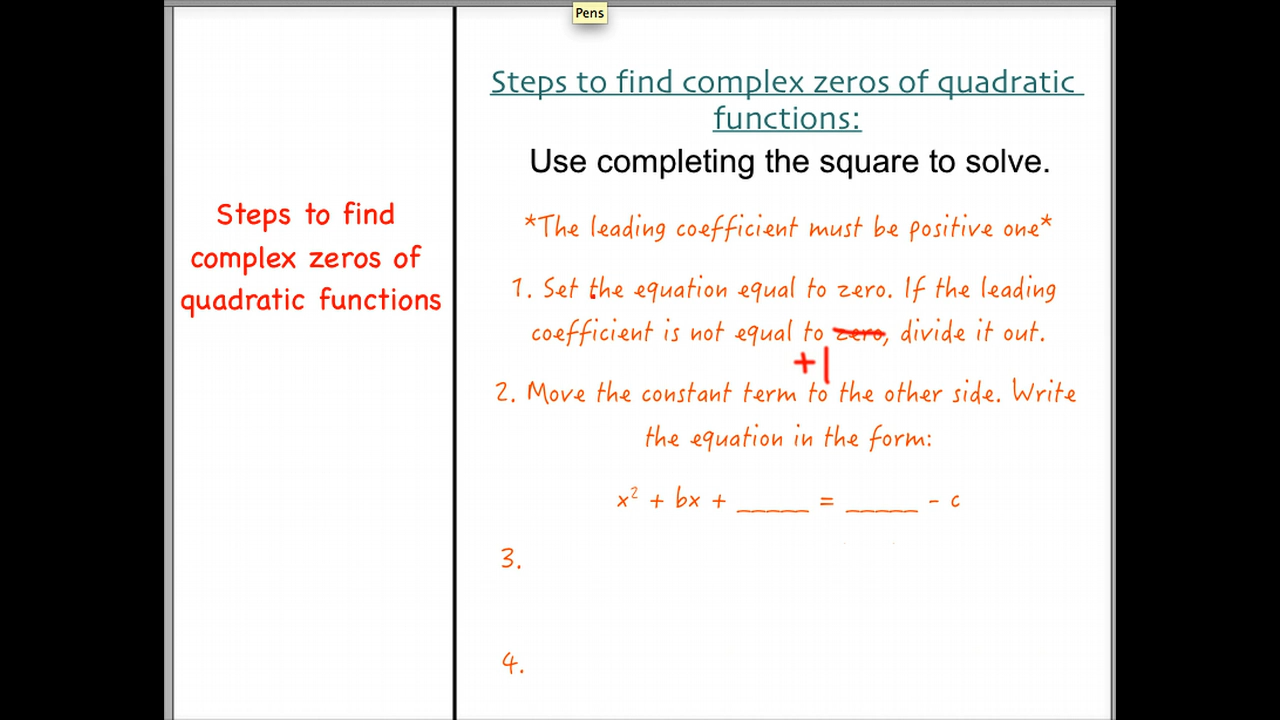 Pens
Steps to find complex zeros of quadratic
functions:
Use completing the square to solve.
Steps to find
complex zeros of
quadratic functions
*The leading coefficient must be positive one*
1. Set the equation equal to zero. If the leading
coefficient is not equal to zero, divide it out.
+1
2. Move the constant term to the other side. Write
the equation in the form:
x² + bx + _____ = _____ - c
3.
4.